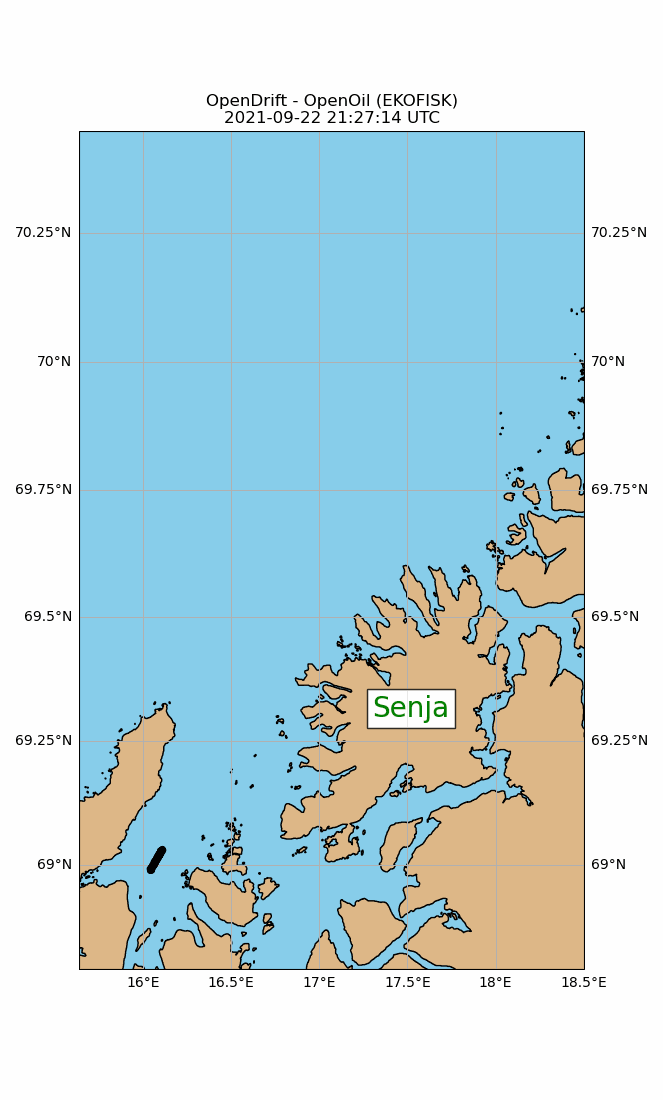 OpenDrift - OpenOil (EKOFISK)
2021-09-22 21:27:14 UTC
70.25°N 70.25°N
70°N 70°N
69.75°N 69.75°N
69.5°N 69.5°N
Senja
69.25°N 69.25°N
69°N 69°N
16°E 16.5°E 17°E 17.5°E 18°E 18.5°E